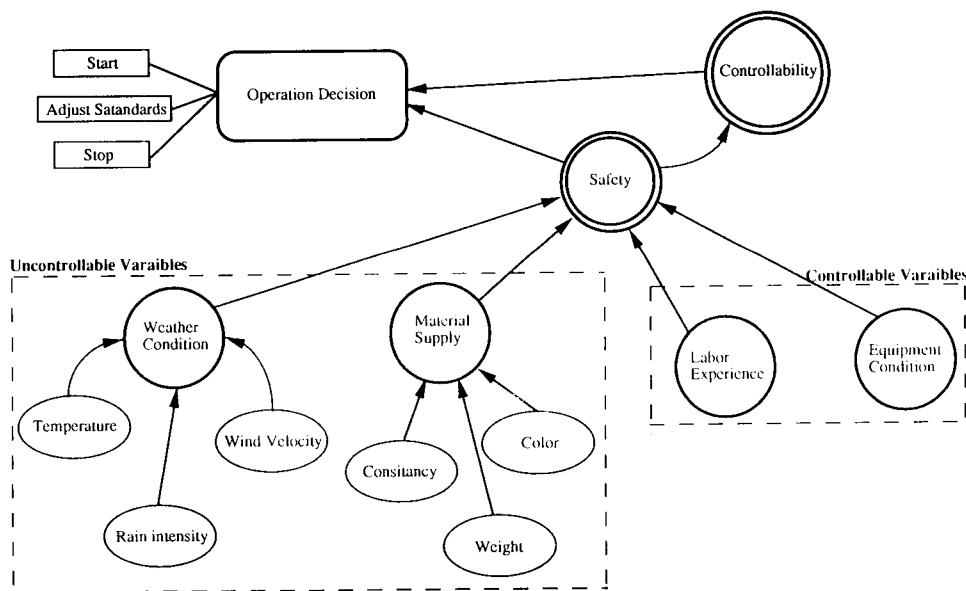 Start
Adjust Satandards
Stop
Operation Decision
Controllability
Safety
Uncontrollable Varaibles
Controllable Varaibles
Weather
Condition
Material
Supply
Labor
Experience
Equipment
Condition
Temperature
Wind Velocity
Rain intensity
Consitancy
Color
Weight